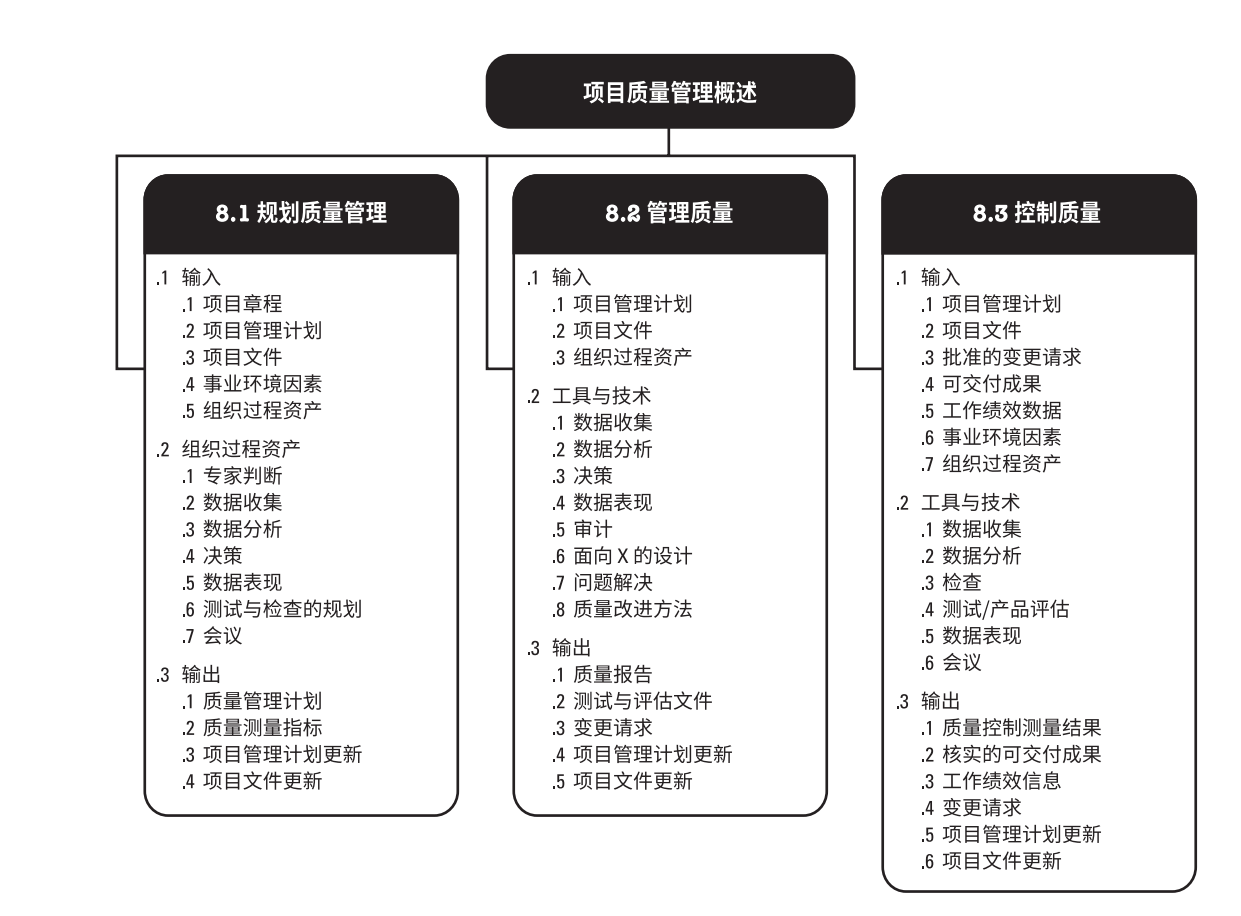 项目质量管理概述
8.1 规划质量管理
.1 输入
.1 项目章程
.2 项目管理计划
.3 项目文件
.4 事业环境因素
.5 组织过程资产
.2 组织过程资产
.1 专家判断
.2 数据收集
.3 数据分析
.4 决策
.5 数据表现
.6 测试与检查的规划
.7 会议
.3 输出
.1 质量管理计划
.2 质量测量指标
.3 项目管理计划更新
.4 项目文件更新
8.2 管理质量
.1 输入
.1 项目管理计划
.2 项目文件
.3 组织过程资产
.2 工具与技术
.1 数据收集
.2 数据分析
.3 决策
.4 数据表现
.5 审计
.6 面向 X 的设计
.7 问题解决
.8 质量改进方法
.3 输出
.1 质量报告
.2 测试与评估文件
.3 变更请求
.4 项目管理计划更新
.5 项目文件更新
8.3 控制质量
.1 输入
.1 项目管理计划
.2 项目文件
.3 批准的变更请求
.4 可交付成果
.5 工作绩效数据
.6 事业环境因素
.7 组织过程资产
.2 工具与技术
.1 数据收集
.2 数据分析
.3 检查
.4 测试/产品评估
.5 数据表现
.6 会议
.3 输出
.1 质量控制测量结果
.2 核实的可交付成果
.3 工作绩效信息
.4 变更请求
.5 项目管理计划更新
.6 项目文件更新